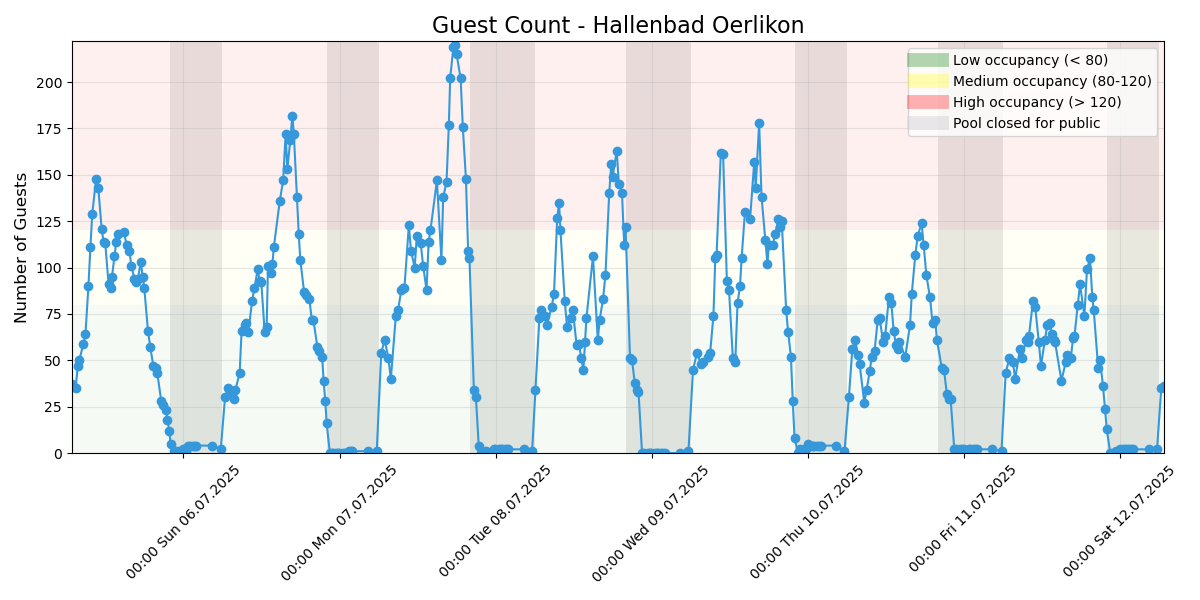 Guest Count - Hallenbad Oerlikon
Number of Guests
200
175
150
125
100
75
50
25
0
Low occupancy (< 80)
Medium occupancy (80-120)
High occupancy (> 120)
Pool closed for public
00:00 Sun 06.07.2025
00:00 Mon 07.07.2025
00:00 Tue 08.07.2025
00:00 Wed 09.07.2025
00:00 Thu 10.07.2025
00:00 Fri 11.07.2025
00:00 Sat 12.07.2025